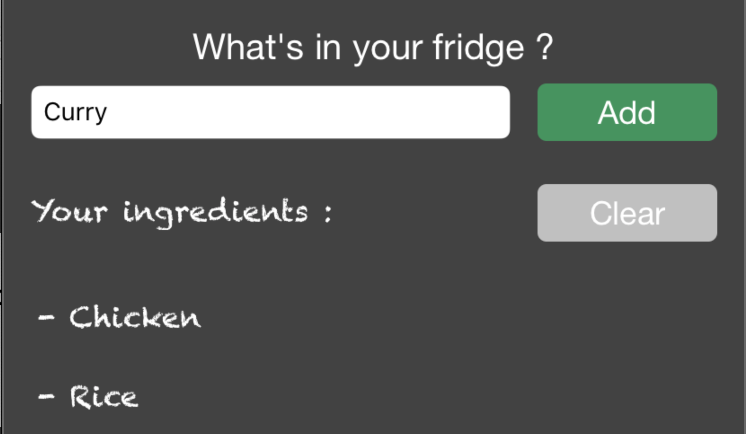 What's in your fridge ?
Curry
Add
Your ingredients :
Clear
- Chicken
- Rice